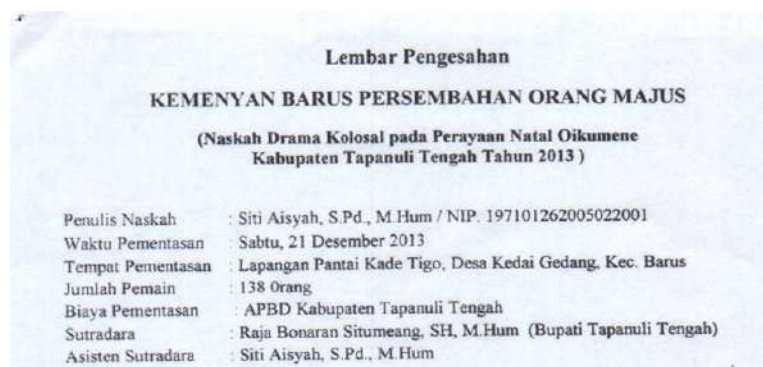 Lembar Pengesahan
KEMENYAN BARUS PERSEMBAHAN ORANG MAJUS
(Naskah Drama Kolosal pada Perayaan Natal Oikumene
Kabupaten Tapanuli Tengah Tahun 2013 )
Penulis Naskah : Siti Aisyah, S.Pd., M.Hum / NIP. 197101262005022001
Waktu Pementasan : Sabtu, 21 Desember 2013
Tempat Pementasan : Lapangan Pantai Kade Tigo, Desa Kedai Gedang, Kec. Barus
Jumlah Pemain : 138 0rang
Biaya Pementasan : APBD Kabupaten Tapanuli Tengah
Sutradara : Raja Bonaran Situmeang, SH, M.Hum (Bupati Tapanuli Tengah)
Asisten Sutradara : Siti Aisyah, S.Pd., M.Hum